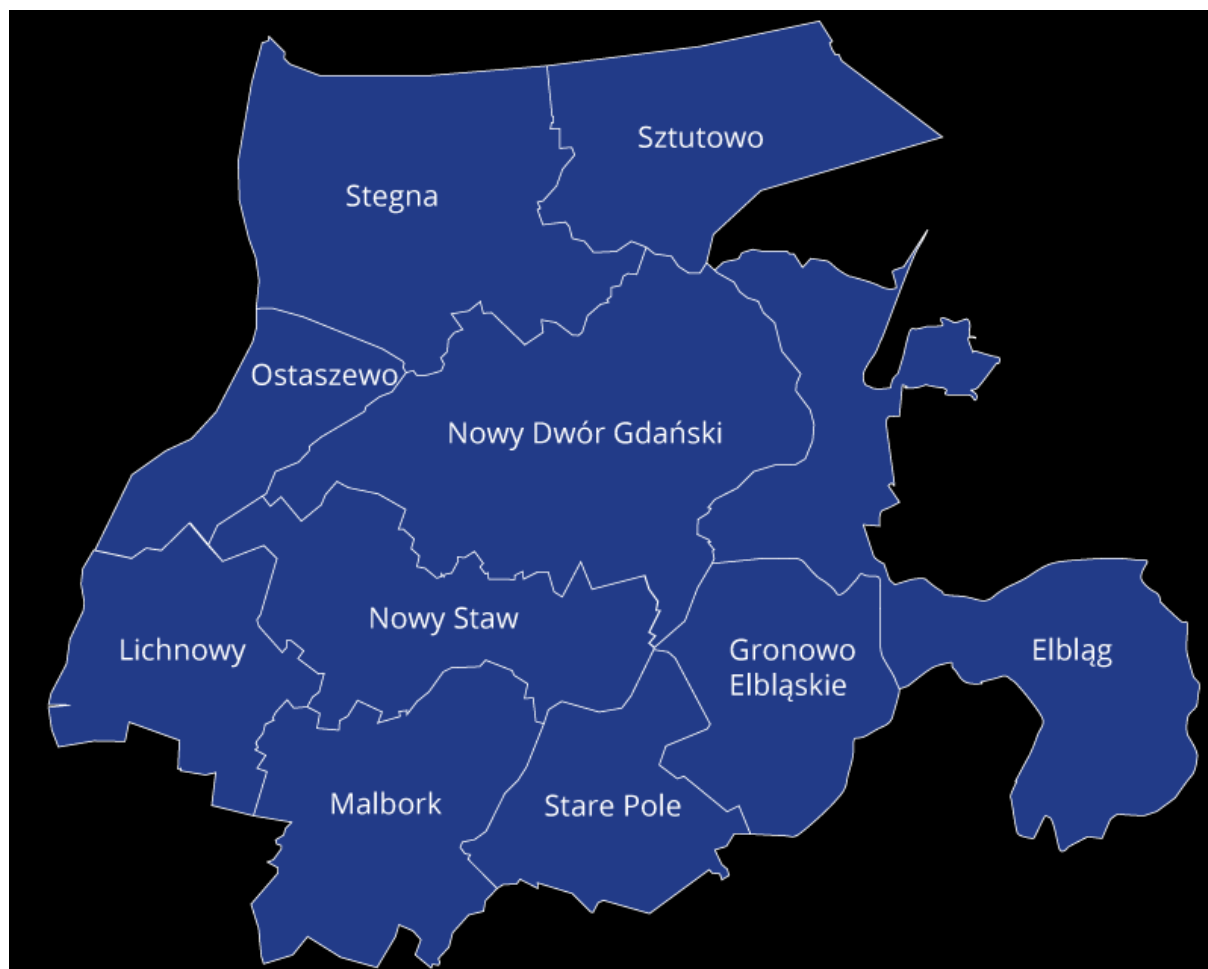 Sztutowo
Stegna
Ostaszewo
Nowy Dwór Gdański
Nowy Staw
Lichnowy
Gronowo
Elbląskie
Elbląg
Malbork
Stare Pole